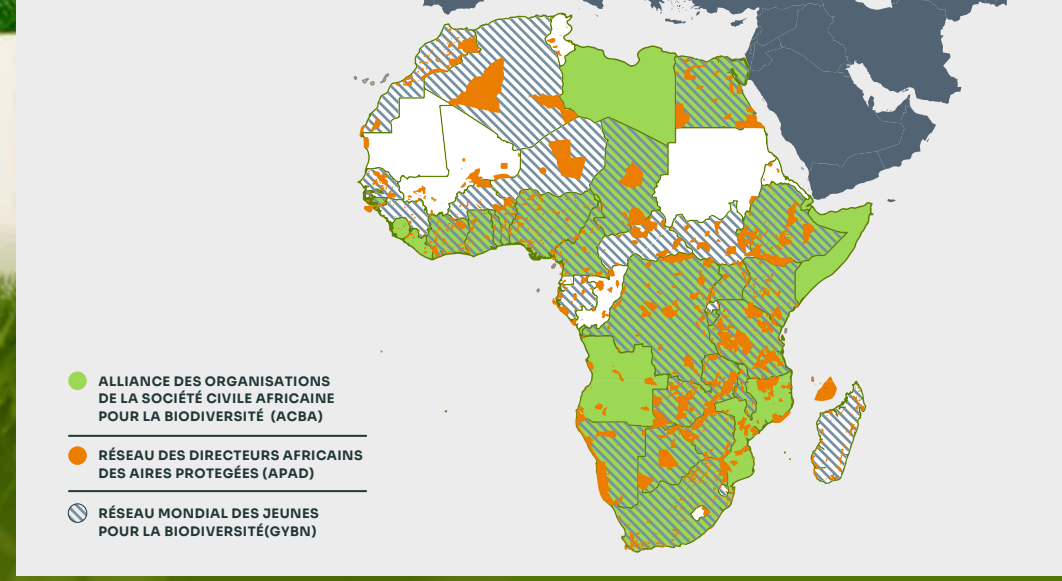 ALLIANCE DES ORGANISATIONS
DE LA SOCIÉTÉ CIVILE AFRICAINE
POUR LA BIODIVERSITÉ (ACBA)
RÉSEAU DES DIRECTEURS AFRICAINS
DES AIRES PROTEGÉES (APAD)
RÉSEAU MONDIAL DES JEUNES
POUR LA BIODIVERSITÉ(GYBN)